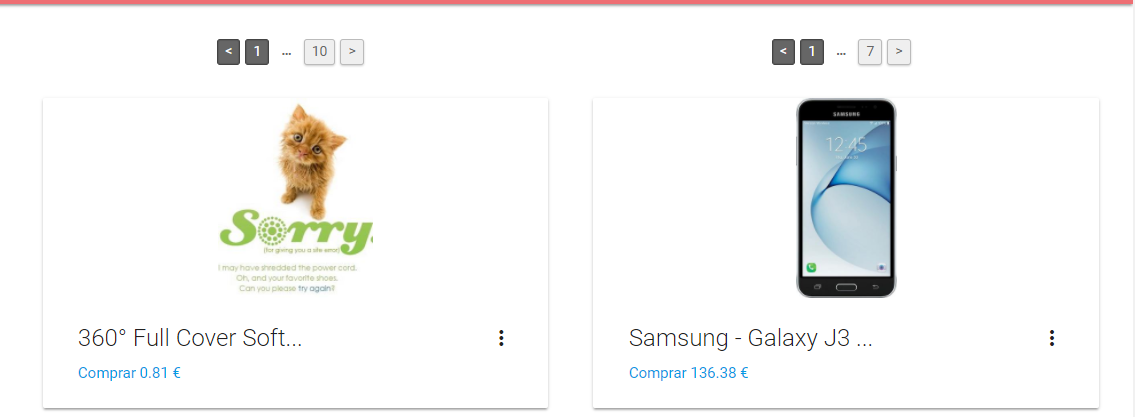 < 1 ... 10 >
< 1 ... 7 >
Sorry.
(for giving you a site error)
I may have shredded the power cord.
Oh, and your favorite shoes.
Can you please try again?
360° Full Cover Soft...
Comprar 0.81 €
SAMSUNG
12:45
Samsung - Galaxy J3 ...
Comprar 136.38 €